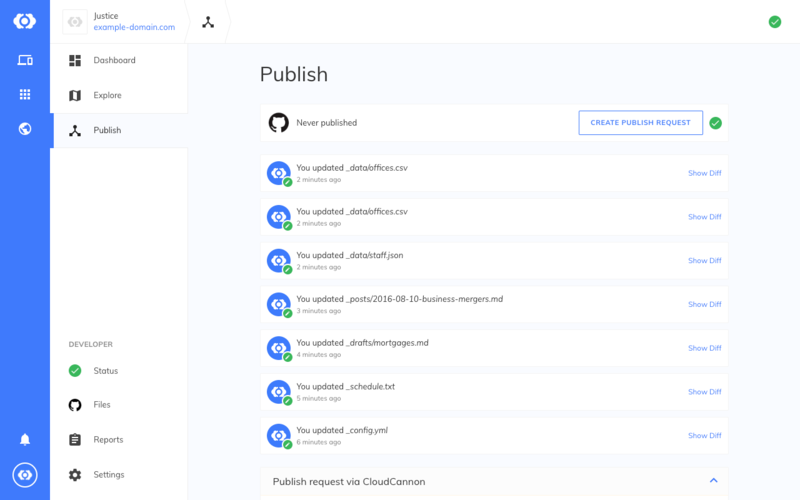 Justice
example-domain.com
Dashboard
Explore
Publish
DEVELOPER
Status
Files
Reports
Settings
Publish
Never published
CREATE PUBLISH REQUEST
You updated _data/offices.csv
2 minutes ago
Show Diff
You updated _data/offices.csv
2 minutes ago
Show Diff
You updated _data/staff.json
2 minutes ago
Show Diff
You updated _posts/2016-08-10-business-mergers.md
3 minutes ago
Show Diff
You updated _drafts/mortgages.md
4 minutes ago
Show Diff
You updated _schedule.txt
5 minutes ago
Show Diff
You updated _config.yml
6 minutes ago
Show Diff
Publish request via CloudCannon